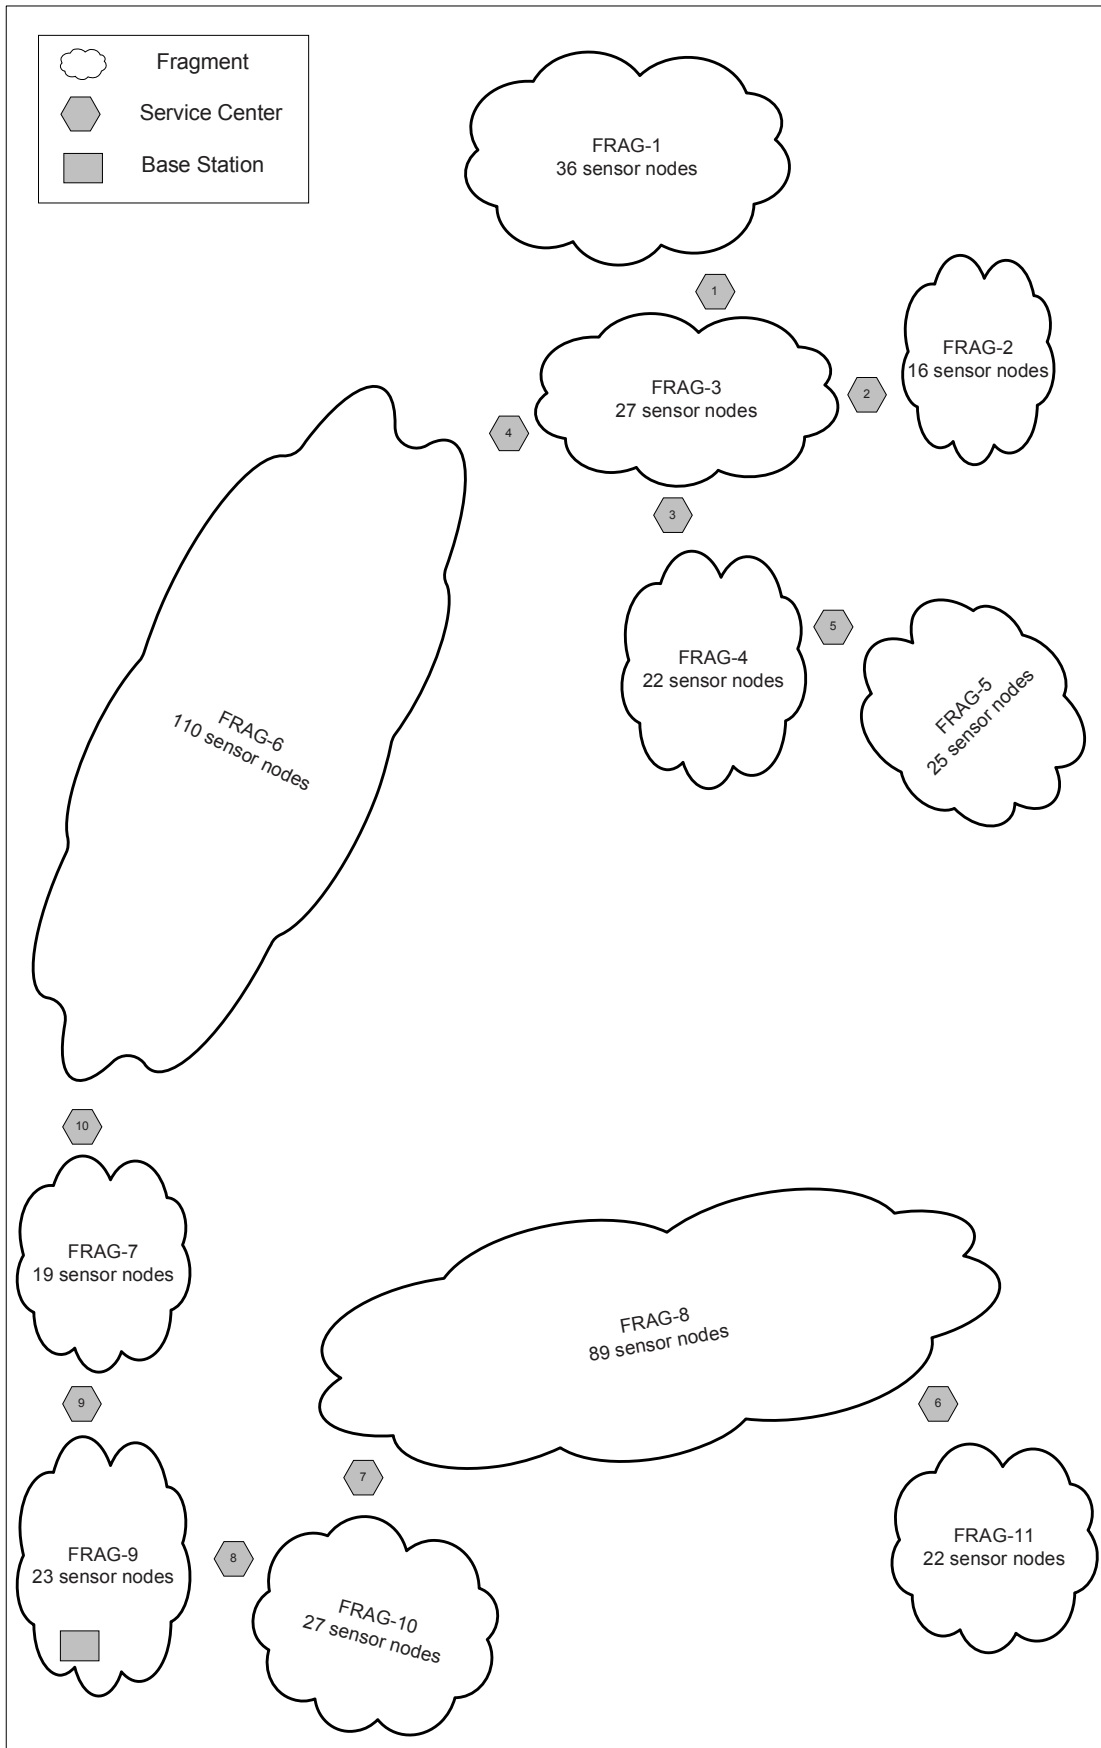 Fragment
Service Center
Base Station
FRAG-1
36 sensor nodes
1
FRAG-2
16 sensor nodes
FRAG-3
27 sensor nodes
2
4
3
FRAG-4
22 sensor nodes
5
FRAG-5
25 sensor nodes
FRAG-6
110 sensor nodes
10
FRAG-7
19 sensor nodes
FRAG-8
89 sensor nodes
9
6
7
FRAG-9
23 sensor nodes
8
FRAG-10
27 sensor nodes
FRAG-11
22 sensor nodes